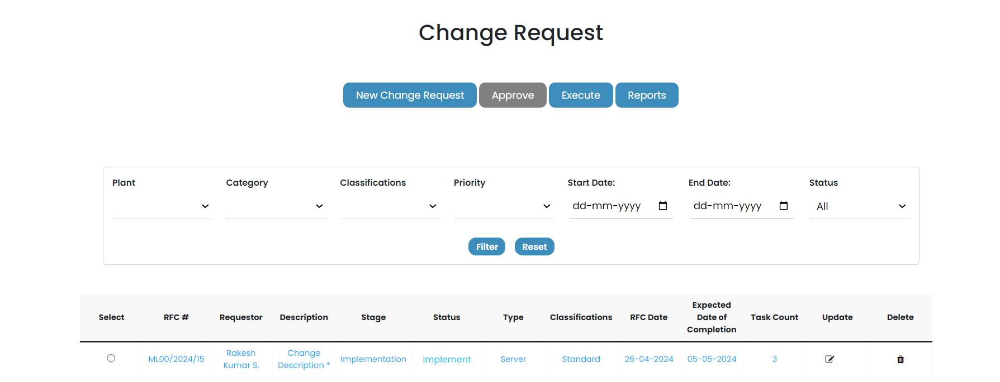 Change Request
New Change Request Approve Execute Reports
Plant Category Classifications Priority Start Date: End Date: Status
dd-mm-yyyy dd-mm-yyyy All
Filter Reset
Select RFC # Requestor Description Stage Status Type Classifications RFC Date Expected Date of Completion Task Count Update Delete
ML00/2024/15 Rakesh Kumar S. Change Description * Implementation Implement Server Standard 26-04-2024 05-05-2024 3